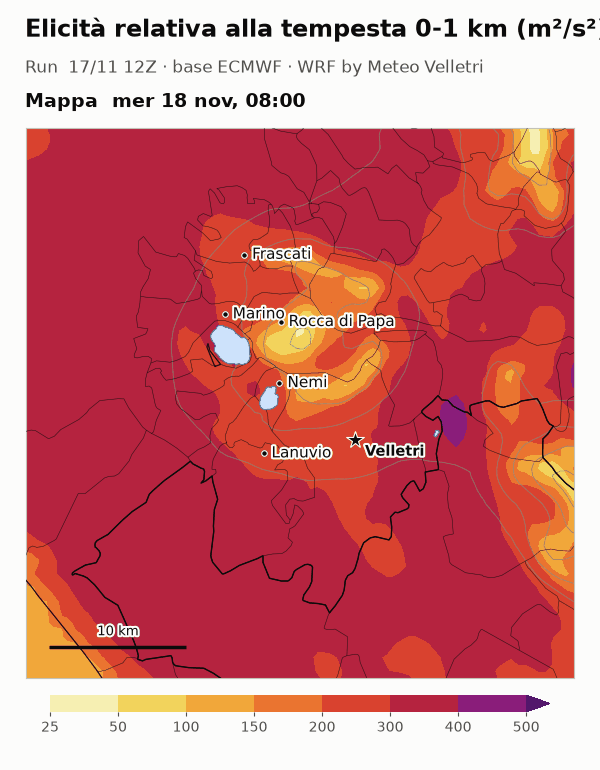 Elicità relativa alla tempesta 0-1 km (m²/s²)
Run 17/11 12Z · base ECMWF · WRF by Meteo Velletri
Mappa mer 18 nov, 08:00
Frascati
Marino
Rocca di Papa
Nemi
Velletri
Lanuvio
10 km
25 50 100 150 200 300 400 500